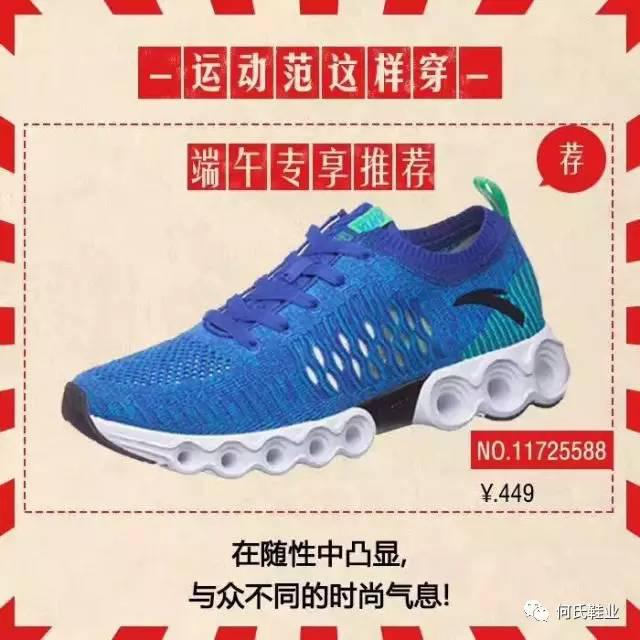 运动范这样穿
端午专享推荐
荐
NO.11725588
¥.449
在随性中凸显,
与众不同的时尚气息!
何氏鞋业